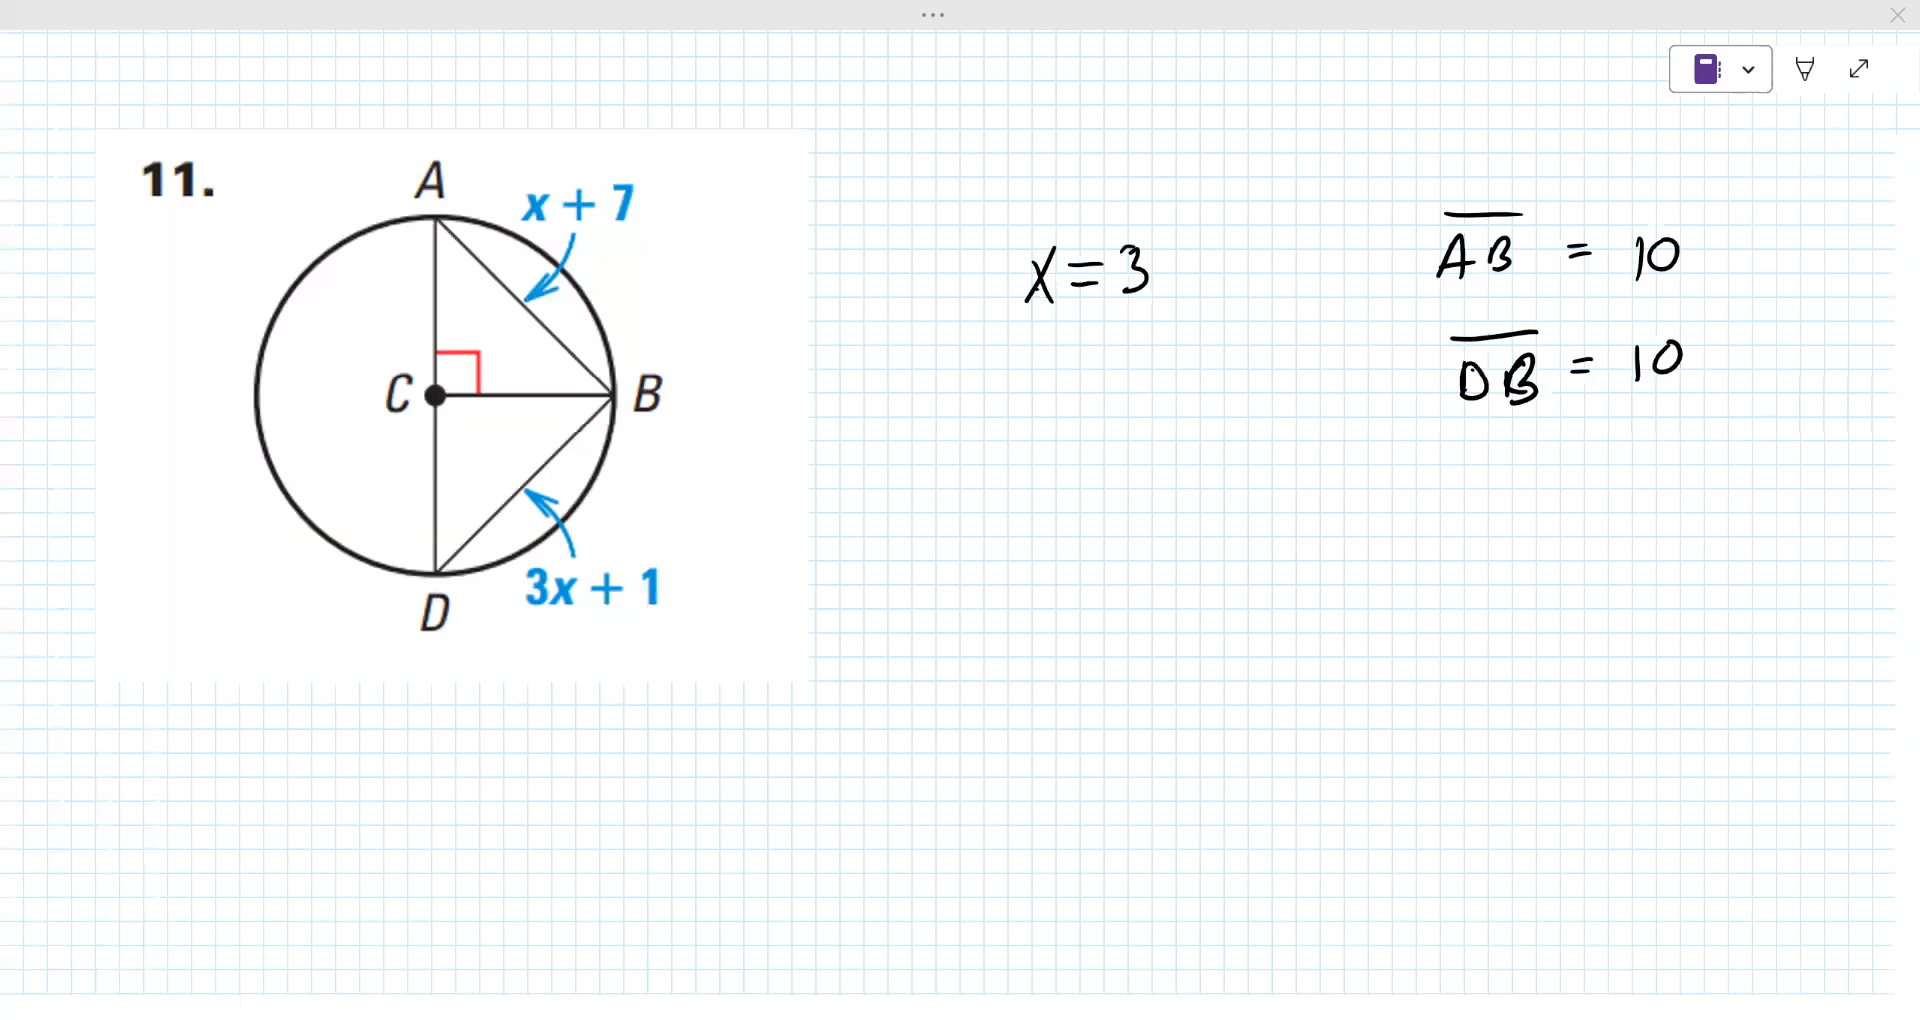 11.
A
x + 7
C
B
3x + 1
D
X = 3
AB = 10
DB = 10